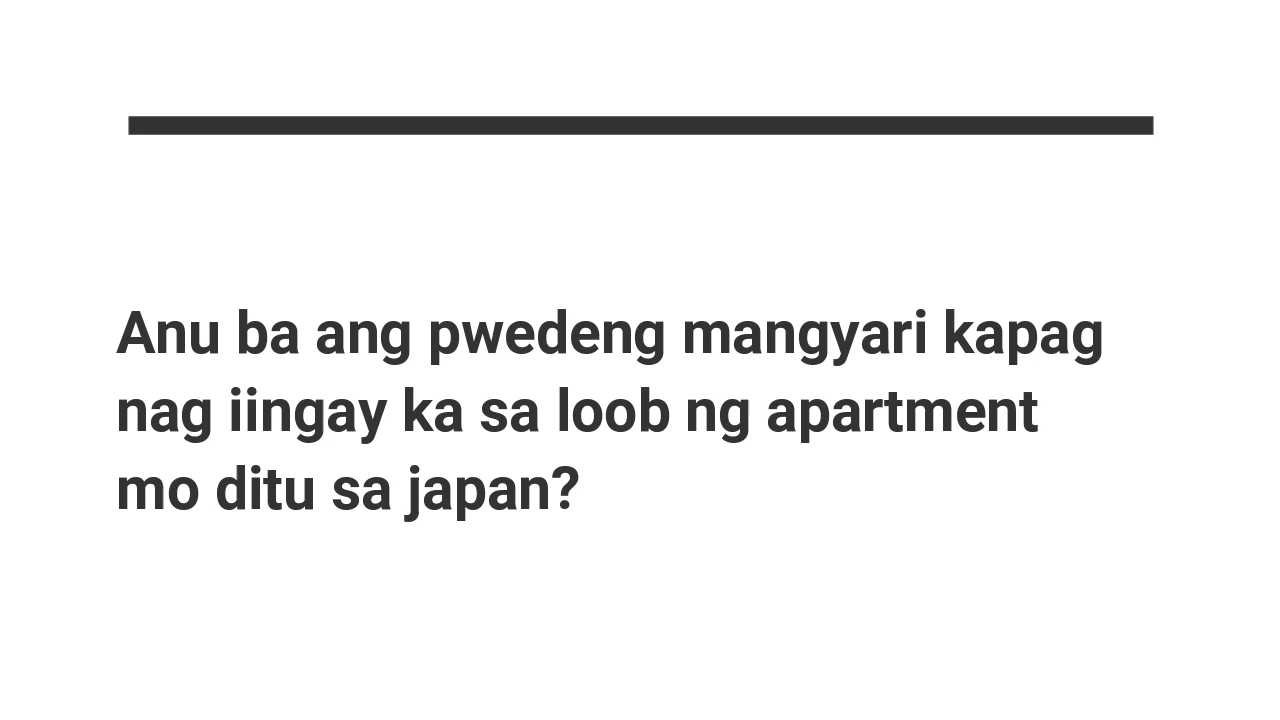 Anu ba ang pwedeng mangyari kapag
nag iingay ka sa loob ng apartment
mo ditu sa japan?